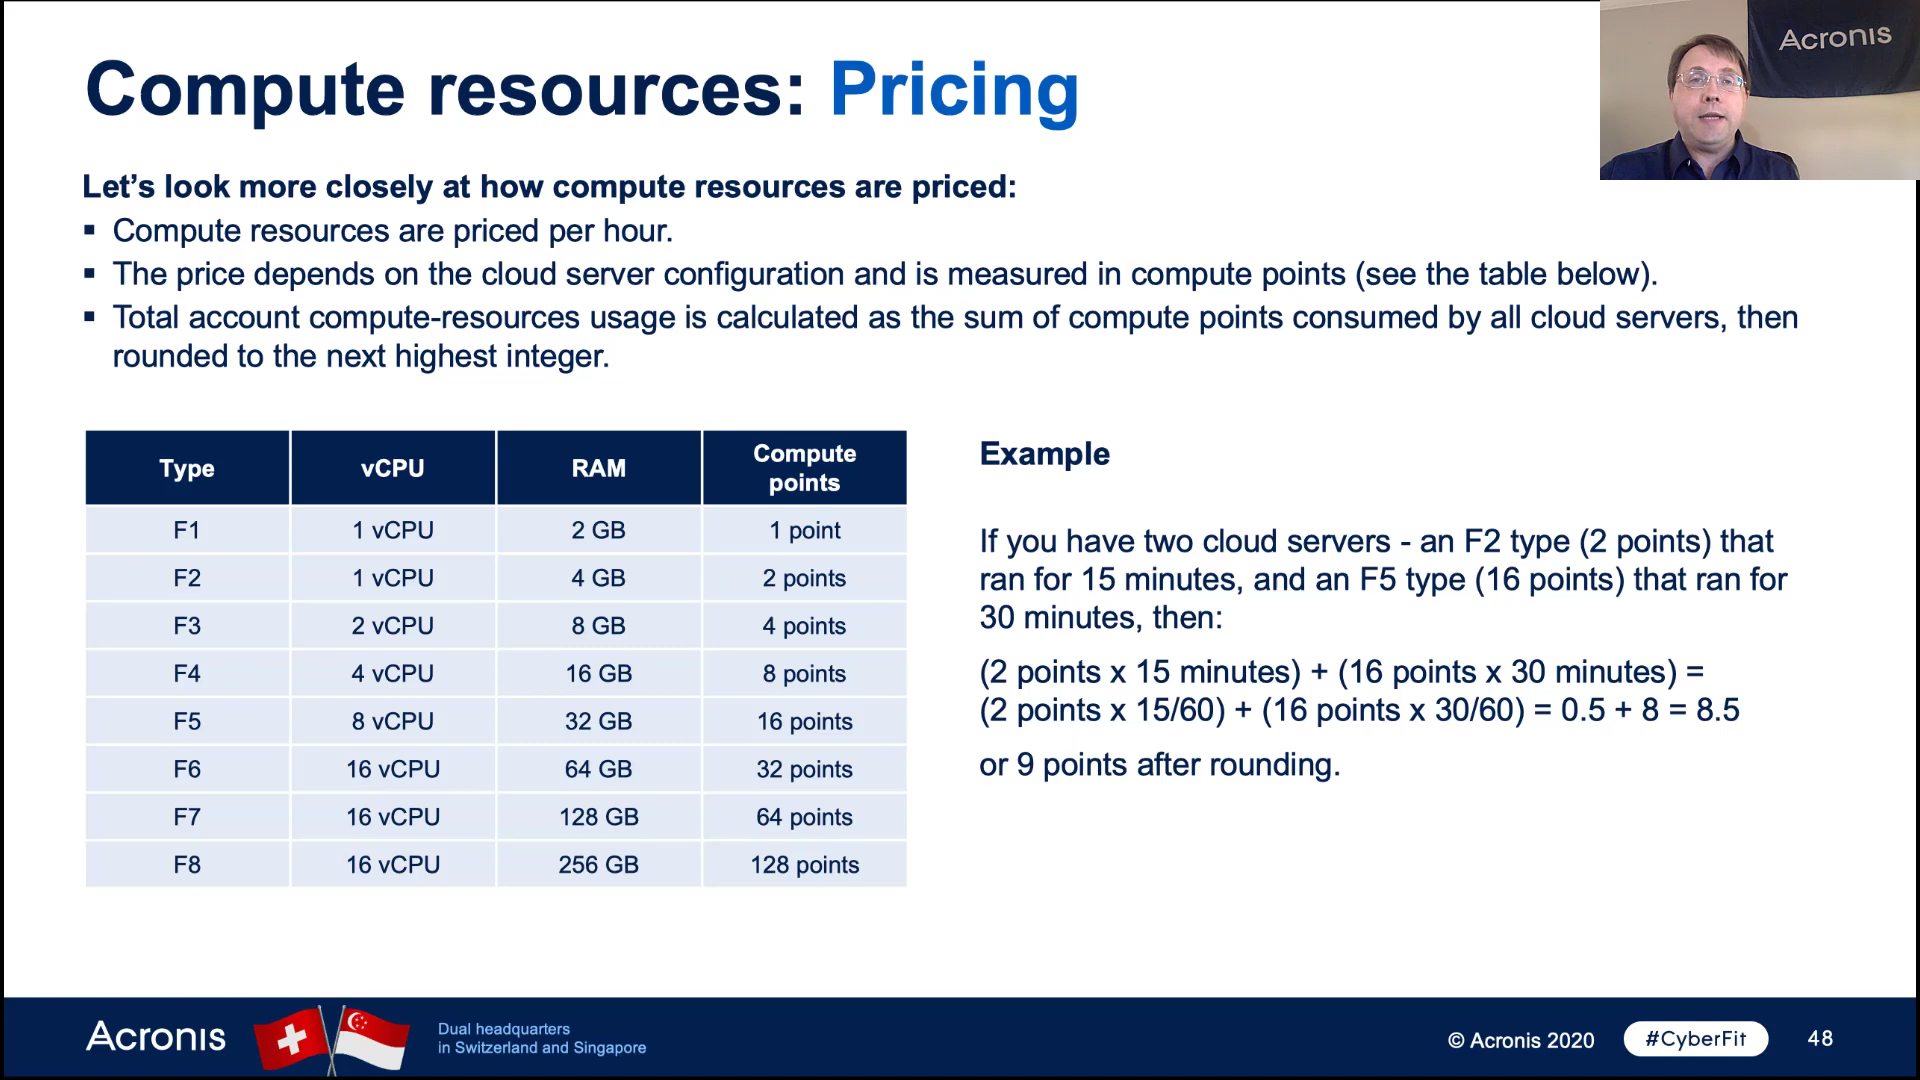 Compute resources: Pricing
Acronis
Let’s look more closely at how compute resources are priced:
▪ Compute resources are priced per hour.
▪ The price depends on the cloud server configuration and is measured in compute points (see the table below).
▪ Total account compute-resources usage is calculated as the sum of compute points consumed by all cloud servers, then
rounded to the next highest integer.
Type vCPU RAM Compute points
F1 1 vCPU 2 GB 1 point
F2 1 vCPU 4 GB 2 points
F3 2 vCPU 8 GB 4 points
F4 4 vCPU 16 GB 8 points
F5 8 vCPU 32 GB 16 points
F6 16 vCPU 64 GB 32 points
F7 16 vCPU 128 GB 64 points
F8 16 vCPU 256 GB 128 points
Example
If you have two cloud servers - an F2 type (2 points) that
ran for 15 minutes, and an F5 type (16 points) that ran for
30 minutes, then:
(2 points x 15 minutes) + (16 points x 30 minutes) =
(2 points x 15/60) + (16 points x 30/60) = 0.5 + 8 = 8.5
or 9 points after rounding.
Acronis
Dual headquarters
in Switzerland and Singapore
© Acronis 2020
#CyberFit
48